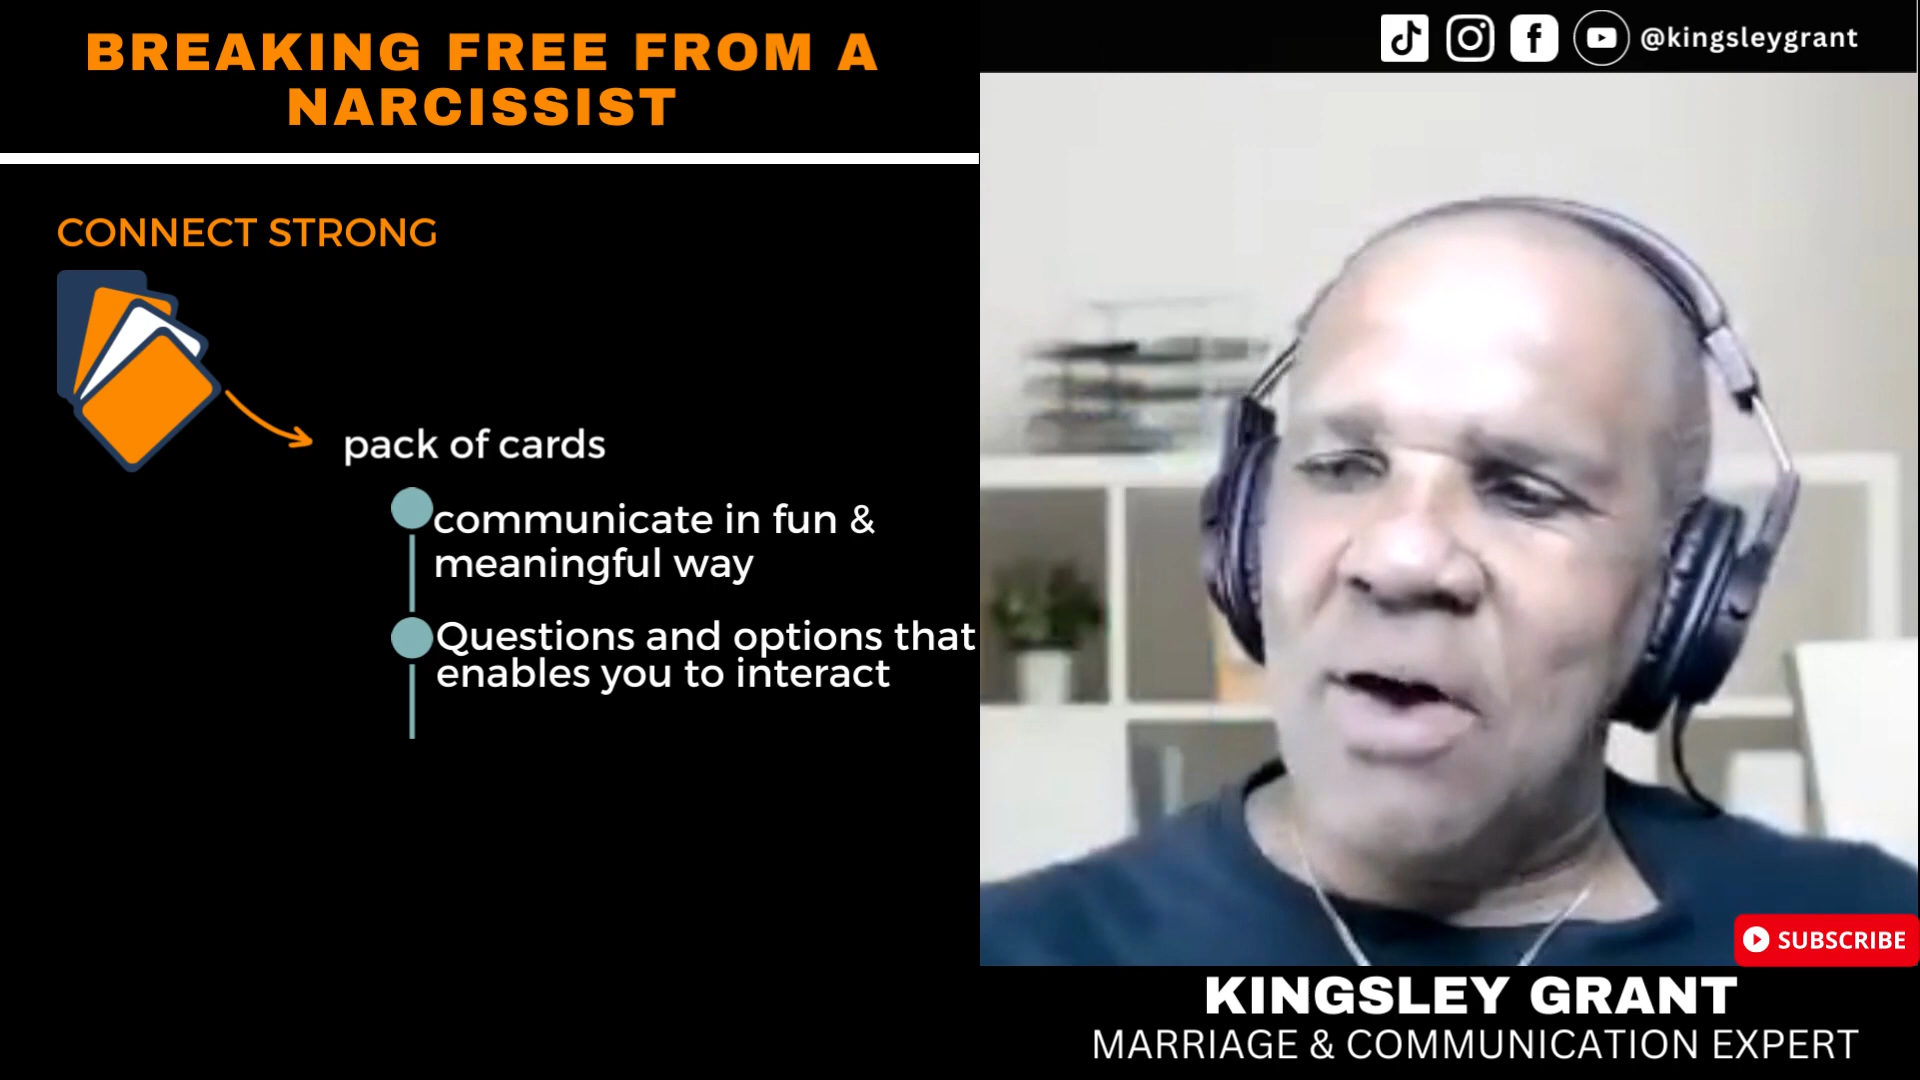 BREAKING FREE FROM A
NARCISSIST
@kingsleygrant
CONNECT STRONG
pack of cards
communicate in fun &
meaningful way
Questions and options that
enables you to interact
SUBSCRIBE
KINGSLEY GRANT
MARRIAGE & COMMUNICATION EXPERT